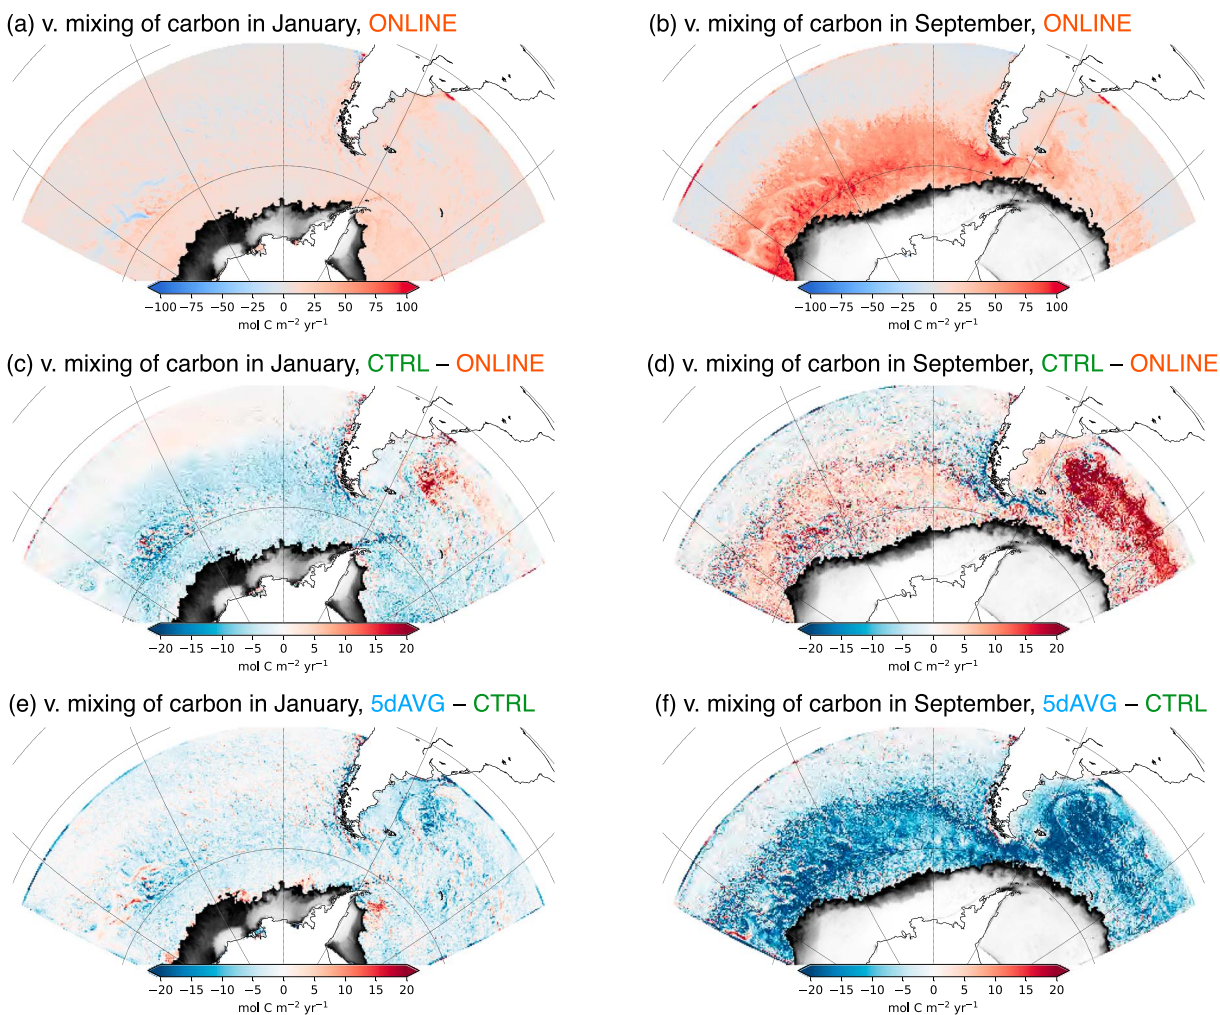 (a) v. mixing of carbon in January, ONLINE
(b) v. mixing of carbon in September, ONLINE
−100 −75 −50 −25 0 25 50 75 100
mol C m−2 yr−1
−100 −75 −50 −25 0 25 50 75 100
mol C m−2 yr−1
(c) v. mixing of carbon in January, CTRL – ONLINE
(d) v. mixing of carbon in September, CTRL – ONLINE
−20 −15 −10 −5 0 5 10 15 20
mol C m−2 yr−1
−20 −15 −10 −5 0 5 10 15 20
mol C m−2 yr−1
(e) v. mixing of carbon in January, 5dAVG – CTRL
(f) v. mixing of carbon in September, 5dAVG – CTRL
−20 −15 −10 −5 0 5 10 15 20
mol C m−2 yr−1
−20 −15 −10 −5 0 5 10 15 20
mol C m−2 yr−1